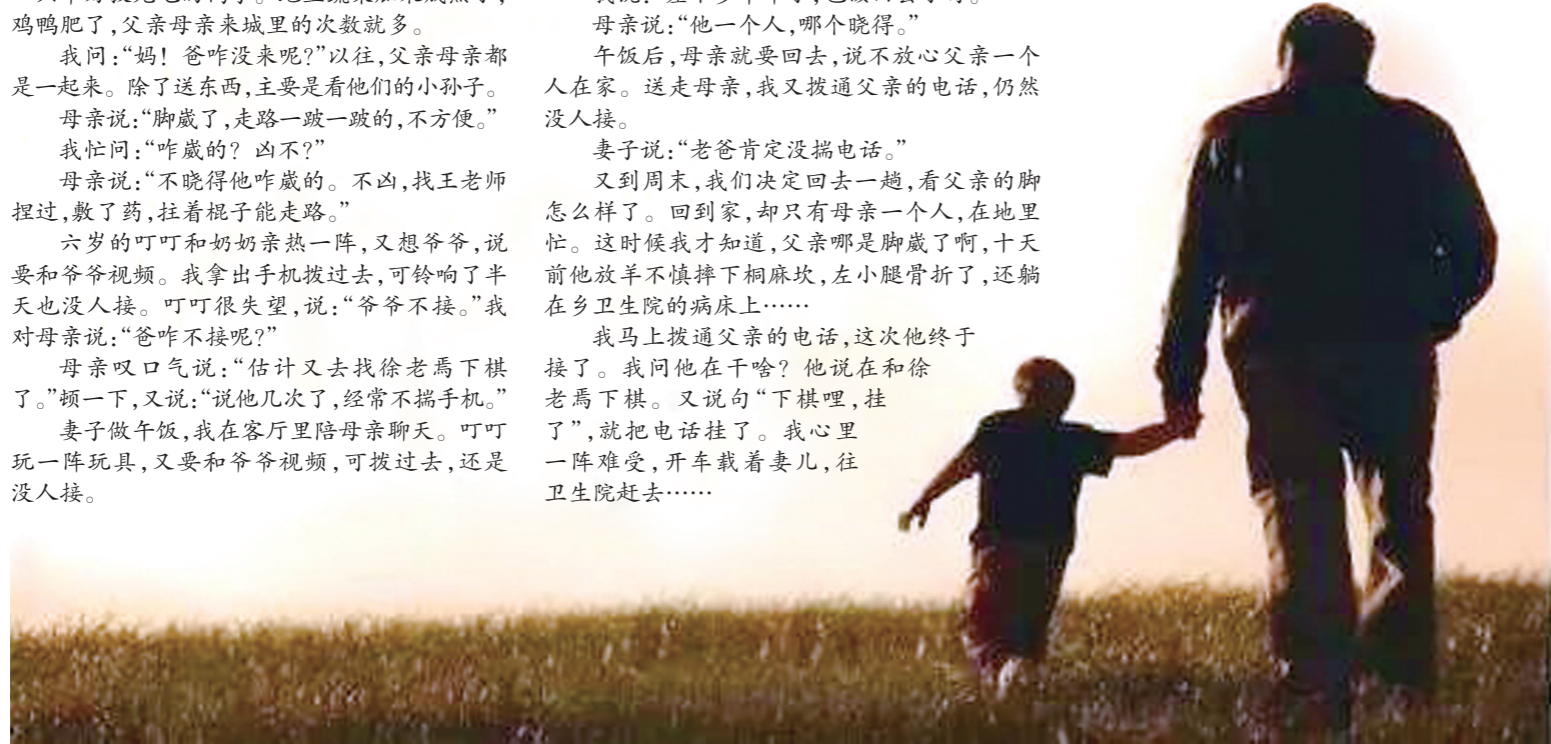 鸡鸭肥了，父亲母亲来城里的次数就多。
我问：“妈！爸咋没来呢？”以往，父亲母亲都
是一起来。除了送东西，主要是看他们的小孙子。
母亲说：“脚崴了，走路一跛一跛的，不方便。”
我忙问：“咋崴的？凶不？”
母亲说：“不晓得他咋崴的。不凶，找王老师
捏过，敷了药，拄着棍子能走路。”
六岁的叮叮和奶奶亲热一阵，又想爷爷，说
要和爷爷视频。我拿出手机拨过去，可铃响了半
天也没人接。叮叮很失望，说：“爷爷不接。”我
对母亲说：“爸咋不接呢？”
母亲叹口气说：“估计又去找徐老焉下棋
了。”顿一下，又说：“说他几次了，经常不揣手机。”
妻子做午饭，我在客厅里陪母亲聊天。叮叮
玩一阵玩具，又要和爷爷视频，可拨过去，还是
没人接。
母亲说：“他一个人，哪个晓得。”
午饭后，母亲就要回去，说不放心父亲一个
人在家。送走母亲，我又拨通父亲的电话，仍然
没人接。
妻子说：“老爸肯定没揣电话。”
又到周末，我们决定回去一趟，看父亲的脚
怎么样了。回到家，却只有母亲一个人，在地里
忙。这时候我才知道，父亲哪是脚崴了啊，十天
前他放羊不慎摔下桐麻坎，左小腿骨折了，还躺
在乡卫生院的病床上……
我马上拨通父亲的电话，这次他终于
接了。我问他在干啥？他说在和徐
老焉下棋。又说句“下棋哩，挂
了”，就把电话挂了。我心里
一阵难受，开车载着妻儿，往
卫生院赶去……